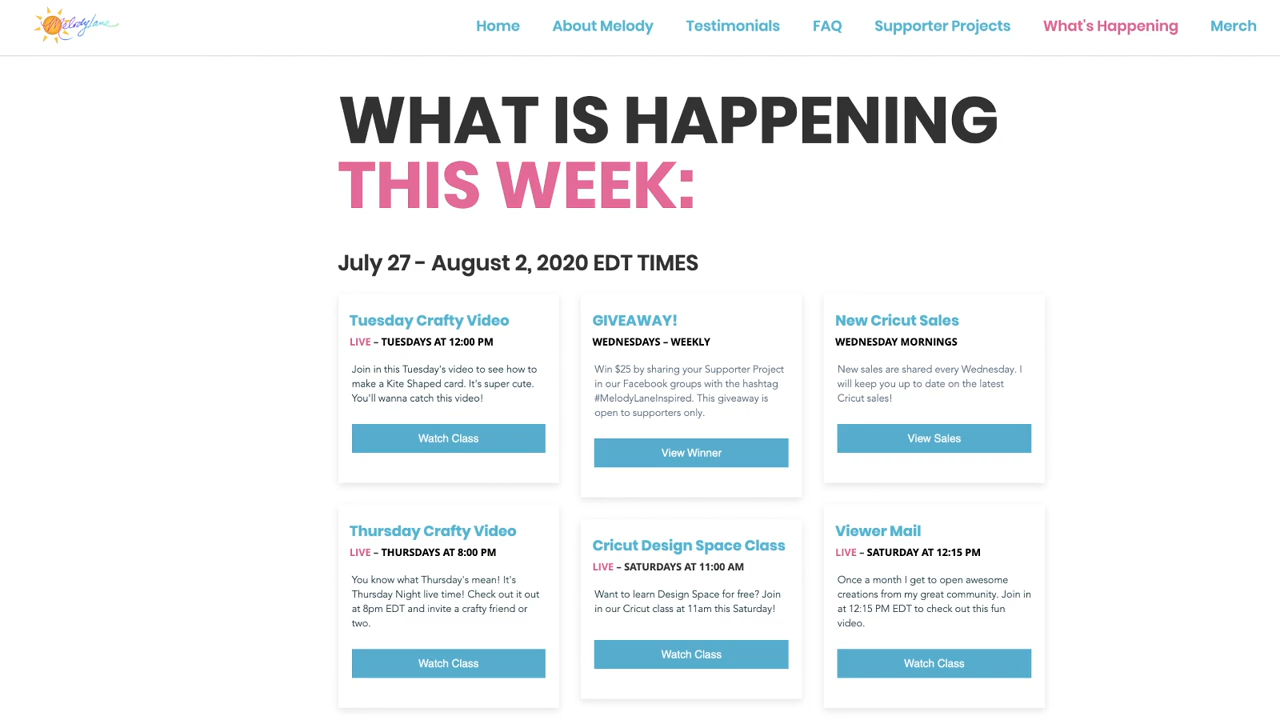 MelodyLane
Home
About Melody
Testimonials
FAQ
Supporter Projects
What's Happening
Merch
WHAT IS HAPPENING
THIS WEEK:
July 27 - August 2, 2020 EDT TIMES
Tuesday Crafty Video
LIVE – TUESDAYS AT 12:00 PM
Join in this Tuesday's video to see how to
make a Kite Shaped card. It's super cute.
You'll wanna catch this video!
Watch Class
GIVEAWAY!
WEDNESDAYS – WEEKLY
Win $25 by sharing your Supporter Project
in our Facebook groups with the hashtag
#MelodyLaneInspired. This giveaway is
open to supporters only.
View Winner
New Cricut Sales
WEDNESDAY MORNINGS
New sales are shared every Wednesday. I
will keep you up to date on the latest
Cricut sales!
View Sales
Thursday Crafty Video
LIVE – THURSDAYS AT 8:00 PM
You know what Thursday's mean! It's
Thursday Night live time! Check out it out
at 8pm EDT and invite a crafty friend or
two.
Watch Class
Cricut Design Space Class
LIVE – SATURDAYS AT 11:00 AM
Want to learn Design Space for free? Join
in our Cricut class at 11am this Saturday!
Watch Class
Viewer Mail
LIVE – SATURDAY AT 12:15 PM
Once a month I get to open awesome
creations from my great community. Join in
at 12:15 PM EDT to check out this fun
video.
Watch Class